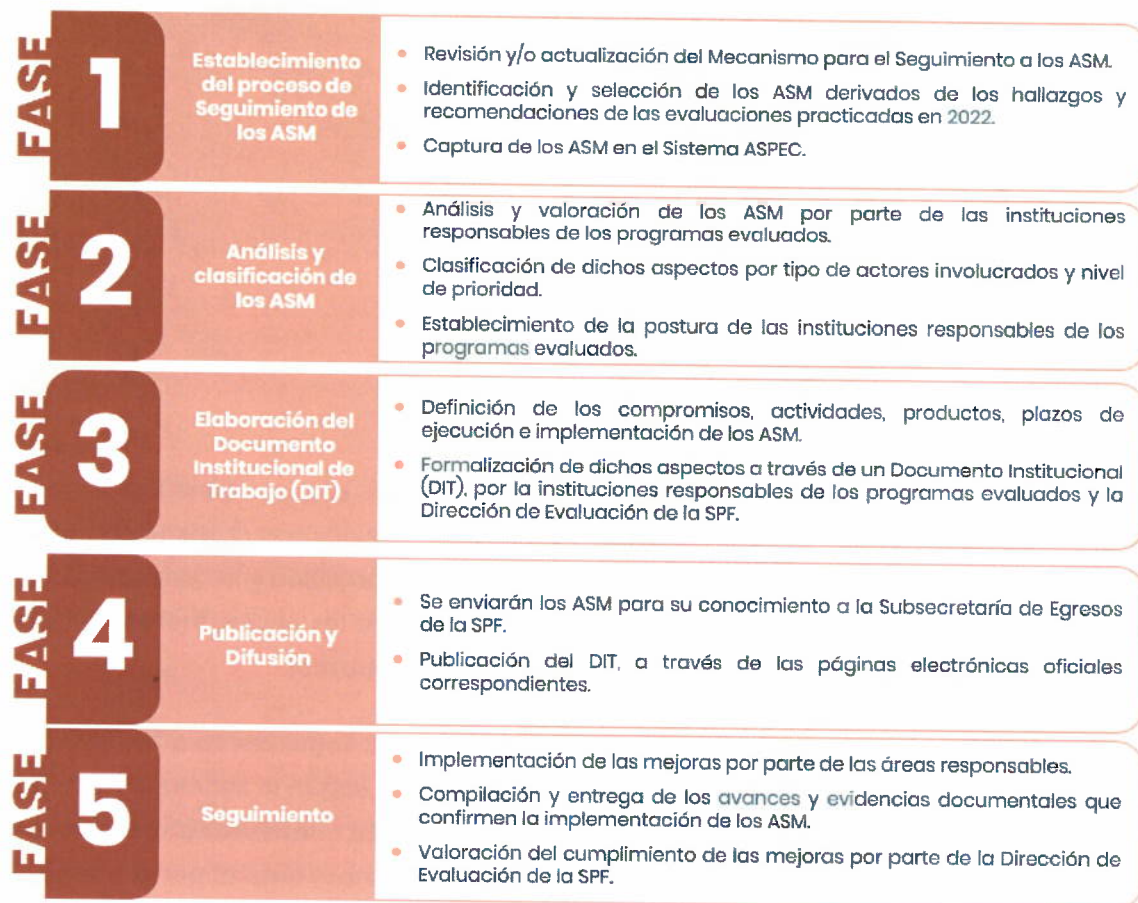 FASE
1
Establecimiento
del proceso de
Seguimiento de
los ASM
Revisión y/o actualización del Mecanismo para el Seguimiento a los ASM.
Identificación y selección de los ASM derivados de los hallazgos y
recomendaciones de las evaluaciones practicadas en 2022.
Captura de los ASM en el Sistema ASPEC.
FASE
2
Análisis y
clasificación de
los ASM
Análisis y valoración de los ASM por parte de las instituciones
responsables de los programas evaluados.
Clasificación de dichos aspectos por tipo de actores involucrados y nivel
de prioridad.
Establecimiento de la postura de las instituciones responsables de los
programas evaluados.
FASE
3
Elaboración del
Documento
Institucional de
Trabajo (DIT)
Definición de los compromisos, actividades, productos, plazos de
ejecución e implementación de los ASM.
Formalización de dichos aspectos a través de un Documento Institucional
(DIT), por la instituciones responsables de los programas evaluados y la
Dirección de Evaluación de la SPF.
FASE
4
Publicación y
Difusión
Se enviarán los ASM para su conocimiento a la Subsecretaría de Egresos
de la SPF.
Publicación del DIT, a través de las páginas electrónicas oficiales
correspondientes.
FASE
5
Seguimiento
Implementación de las mejoras por parte de las áreas responsables.
Compilación y entrega de los avances y evidencias documentales que
confirmen la implementación de los ASM.
Valoración del cumplimiento de las mejoras por parte de la Dirección de
Evaluación de la SPF.